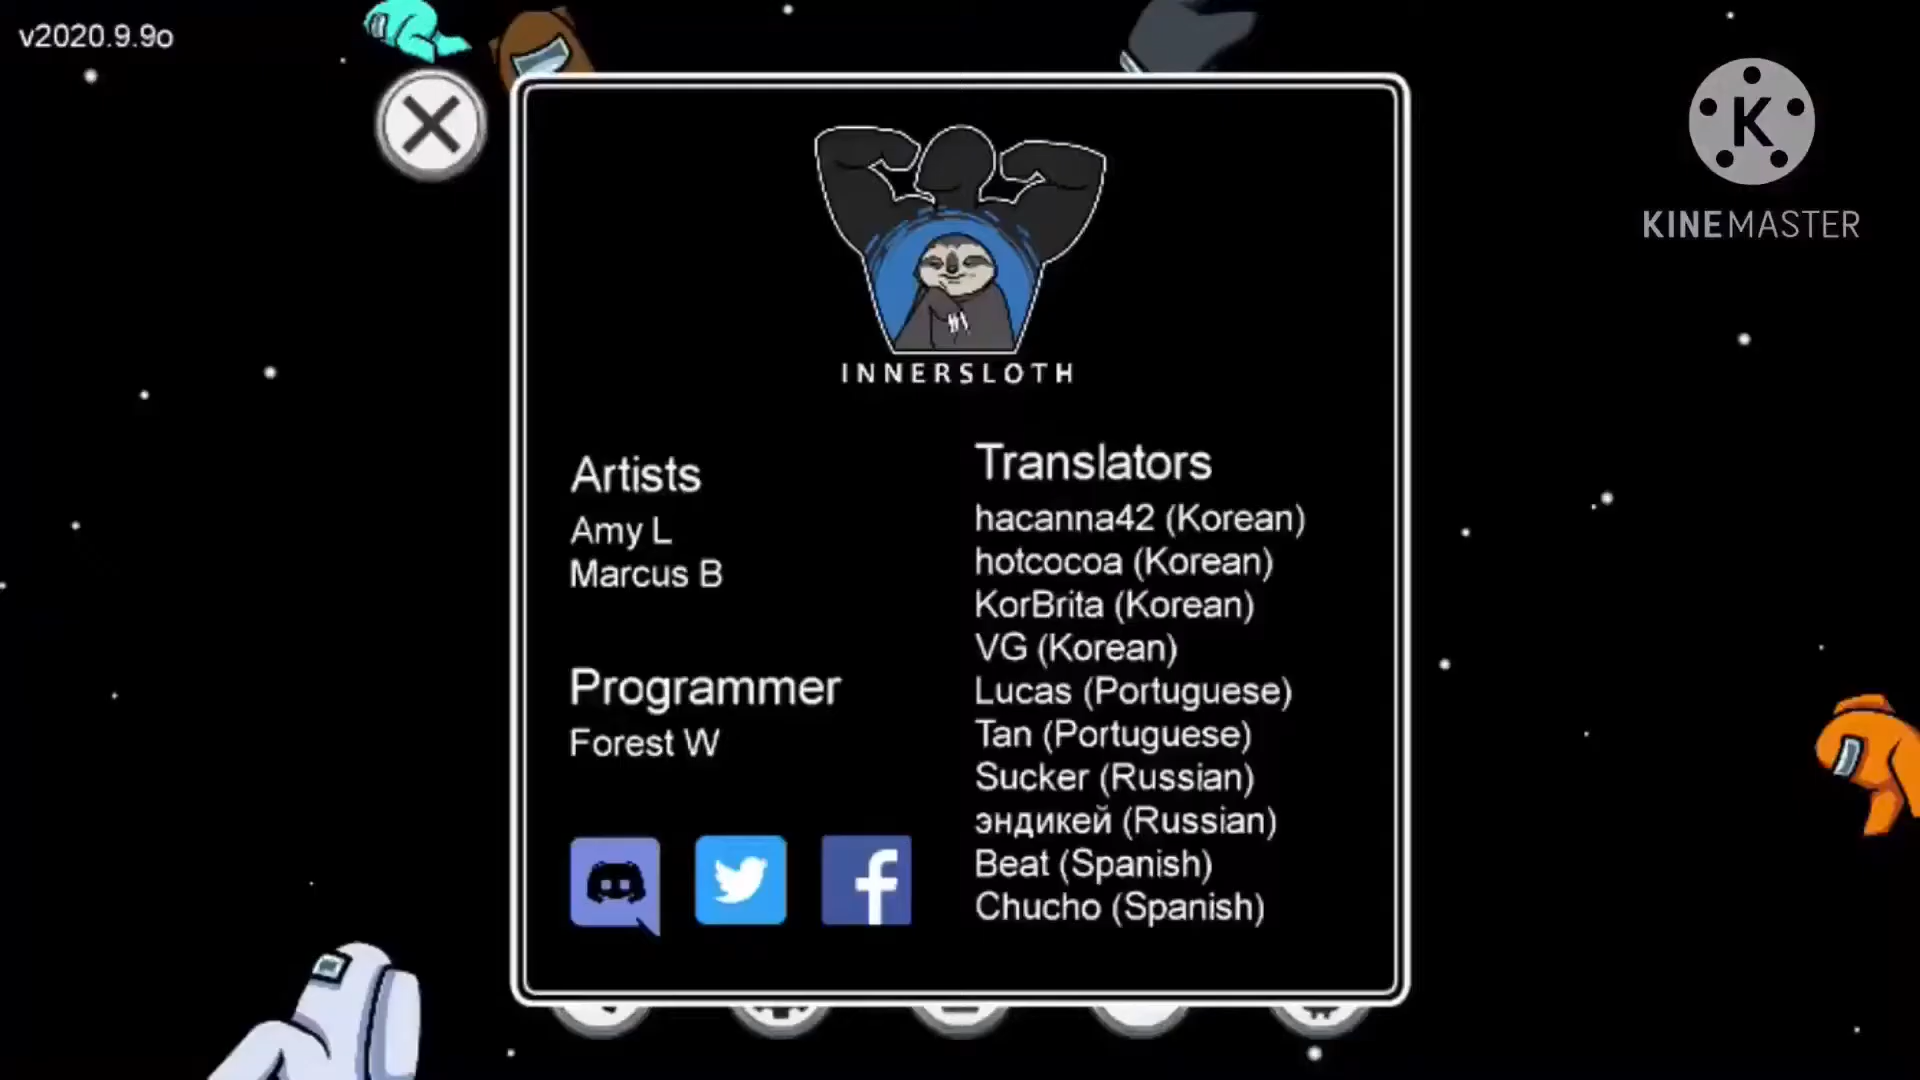 v2020.9.9o
KINEMASTER
INNERSLOTH
Artists
Amy L
Marcus B
Programmer
Forest W
Translators
hacanna42 (Korean)
hotcocoa (Korean)
KorBrita (Korean)
VG (Korean)
Lucas (Portuguese)
Tan (Portuguese)
Sucker (Russian)
эндикей (Russian)
Beat (Spanish)
Chucho (Spanish)